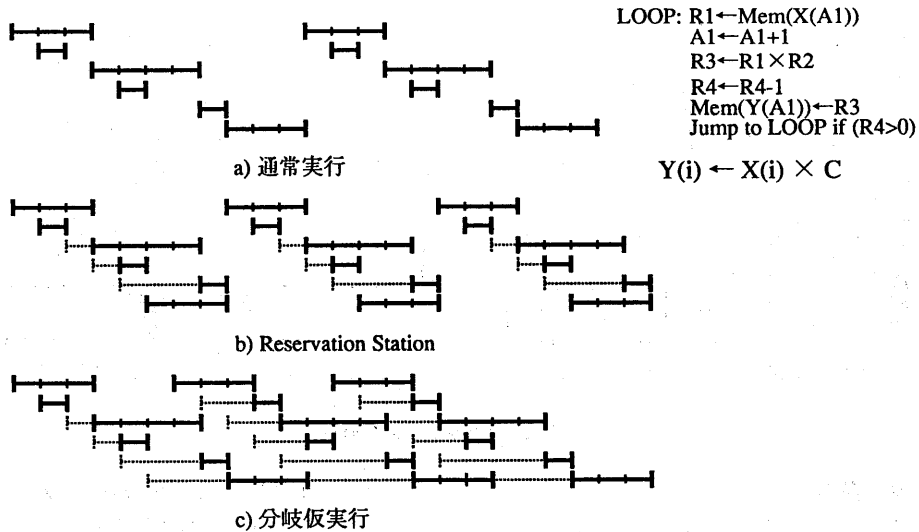 LOOP: R1←Mem(X(A1))
A1←A1+1
R3←R1×R2
R4←R4-1
Mem(Y(A1))←R3
Jump to LOOP if (R4>0)
a) 通常実行
Y(i) ← X(i) × C
b) Reservation Station
c) 分岐仮実行